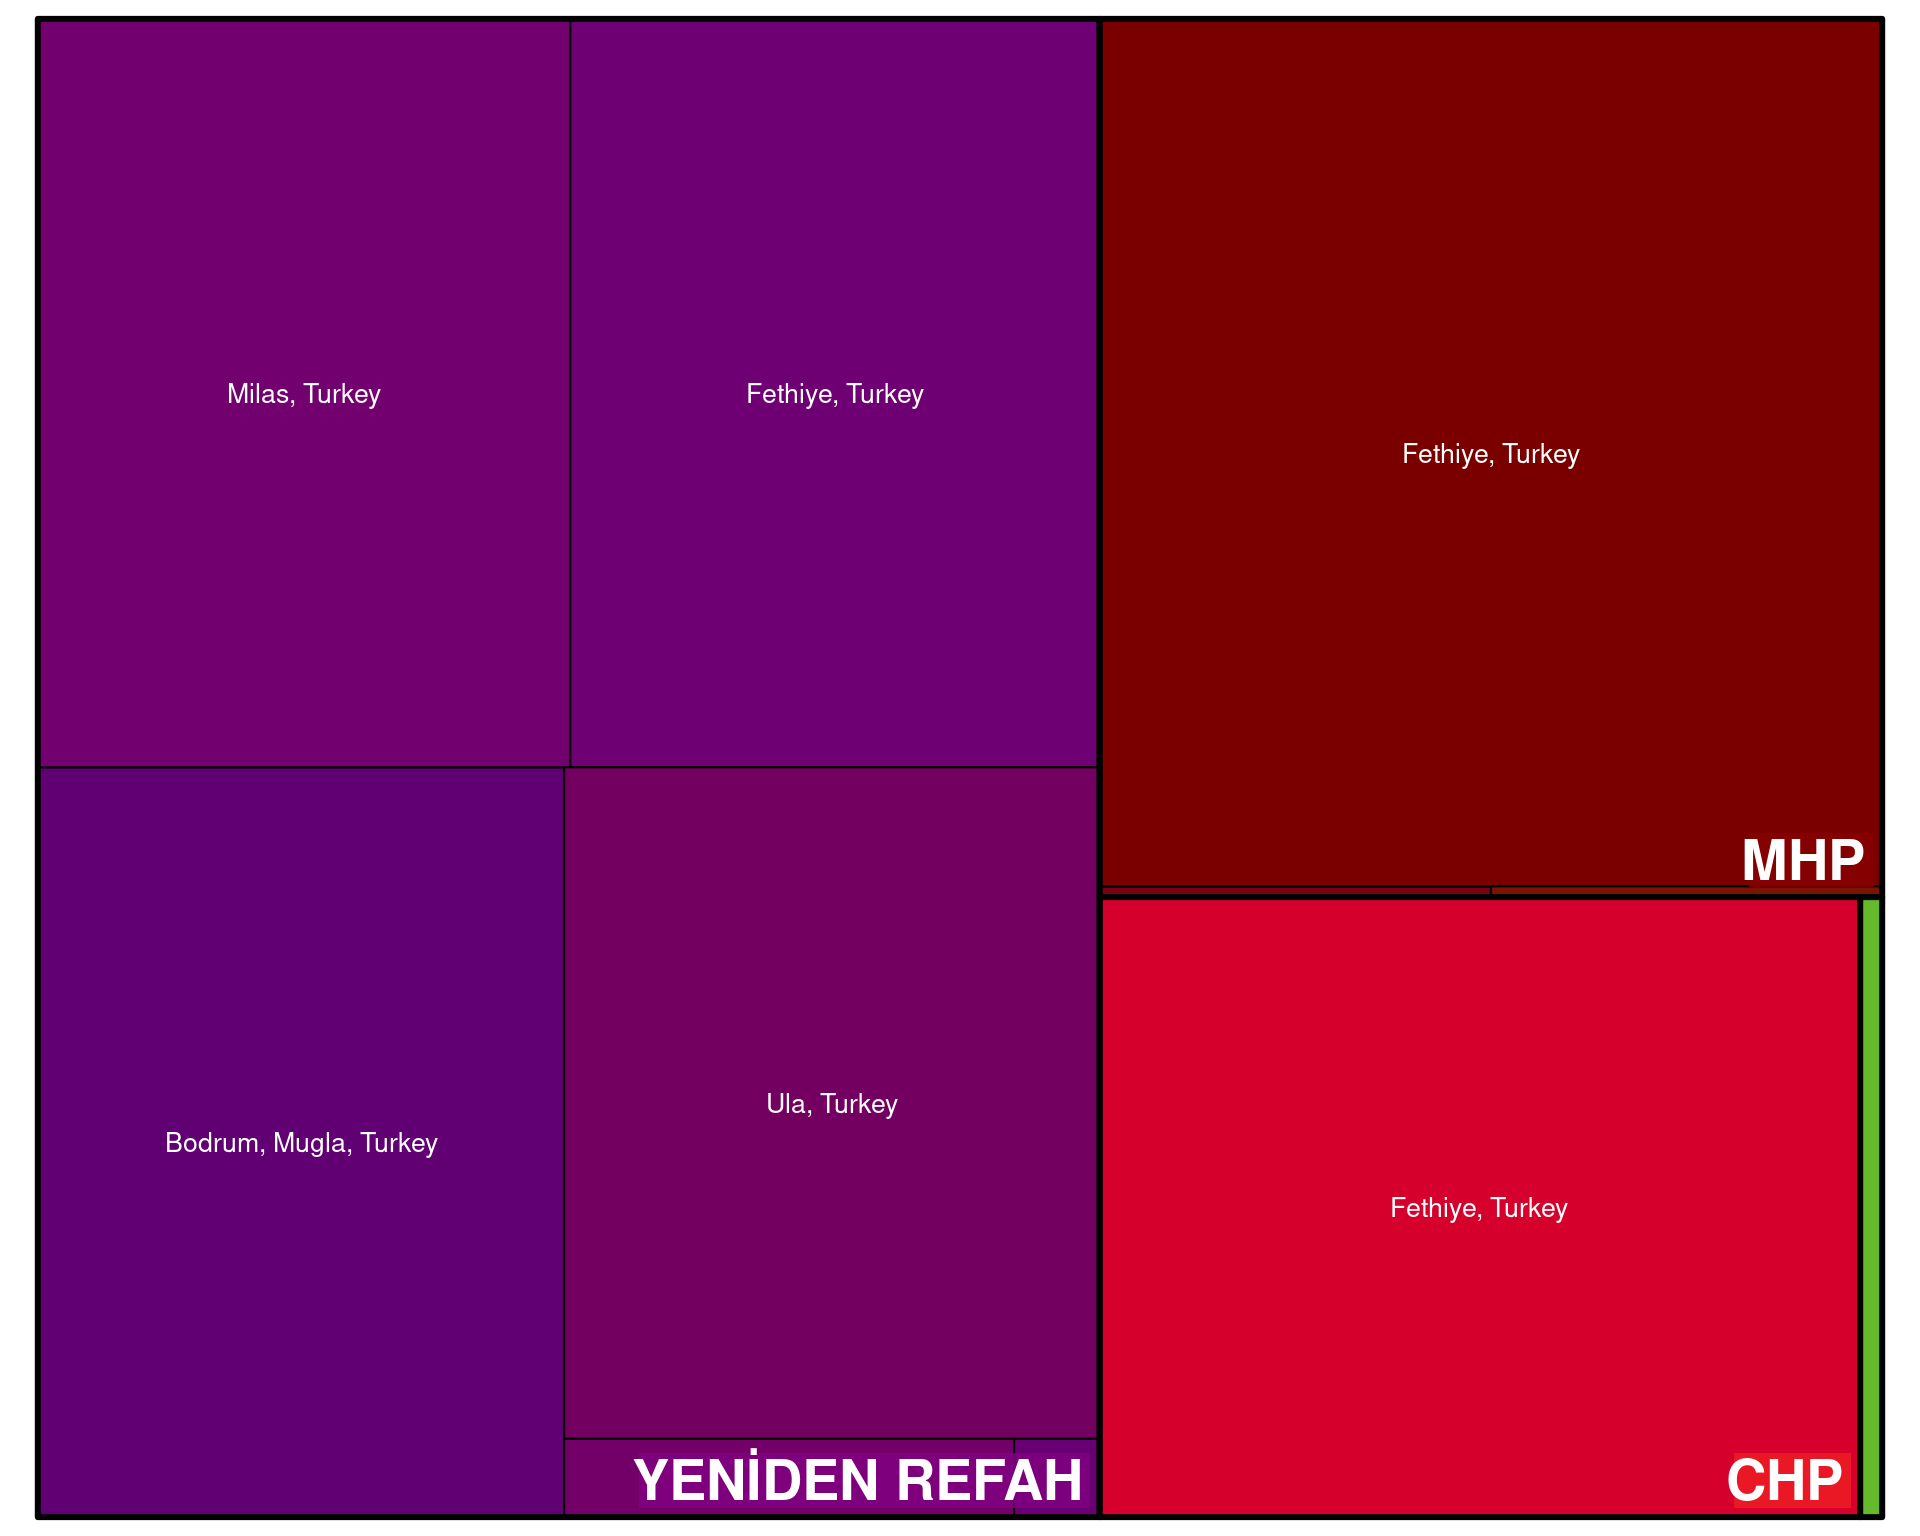 Milas, Turkey
Fethiye, Turkey
Bodrum, Mugla, Turkey
Ula, Turkey
YENİDEN REFAH
Fethiye, Turkey
MHP
Fethiye, Turkey
CHP